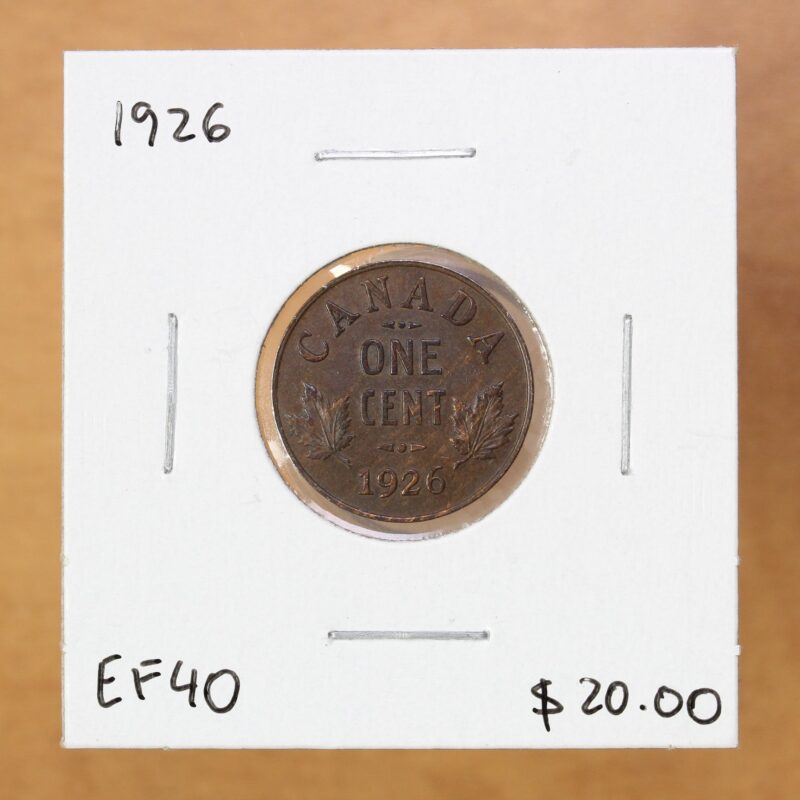 1926
CANADA
ONE
CENT
1926
EF40
$20.00